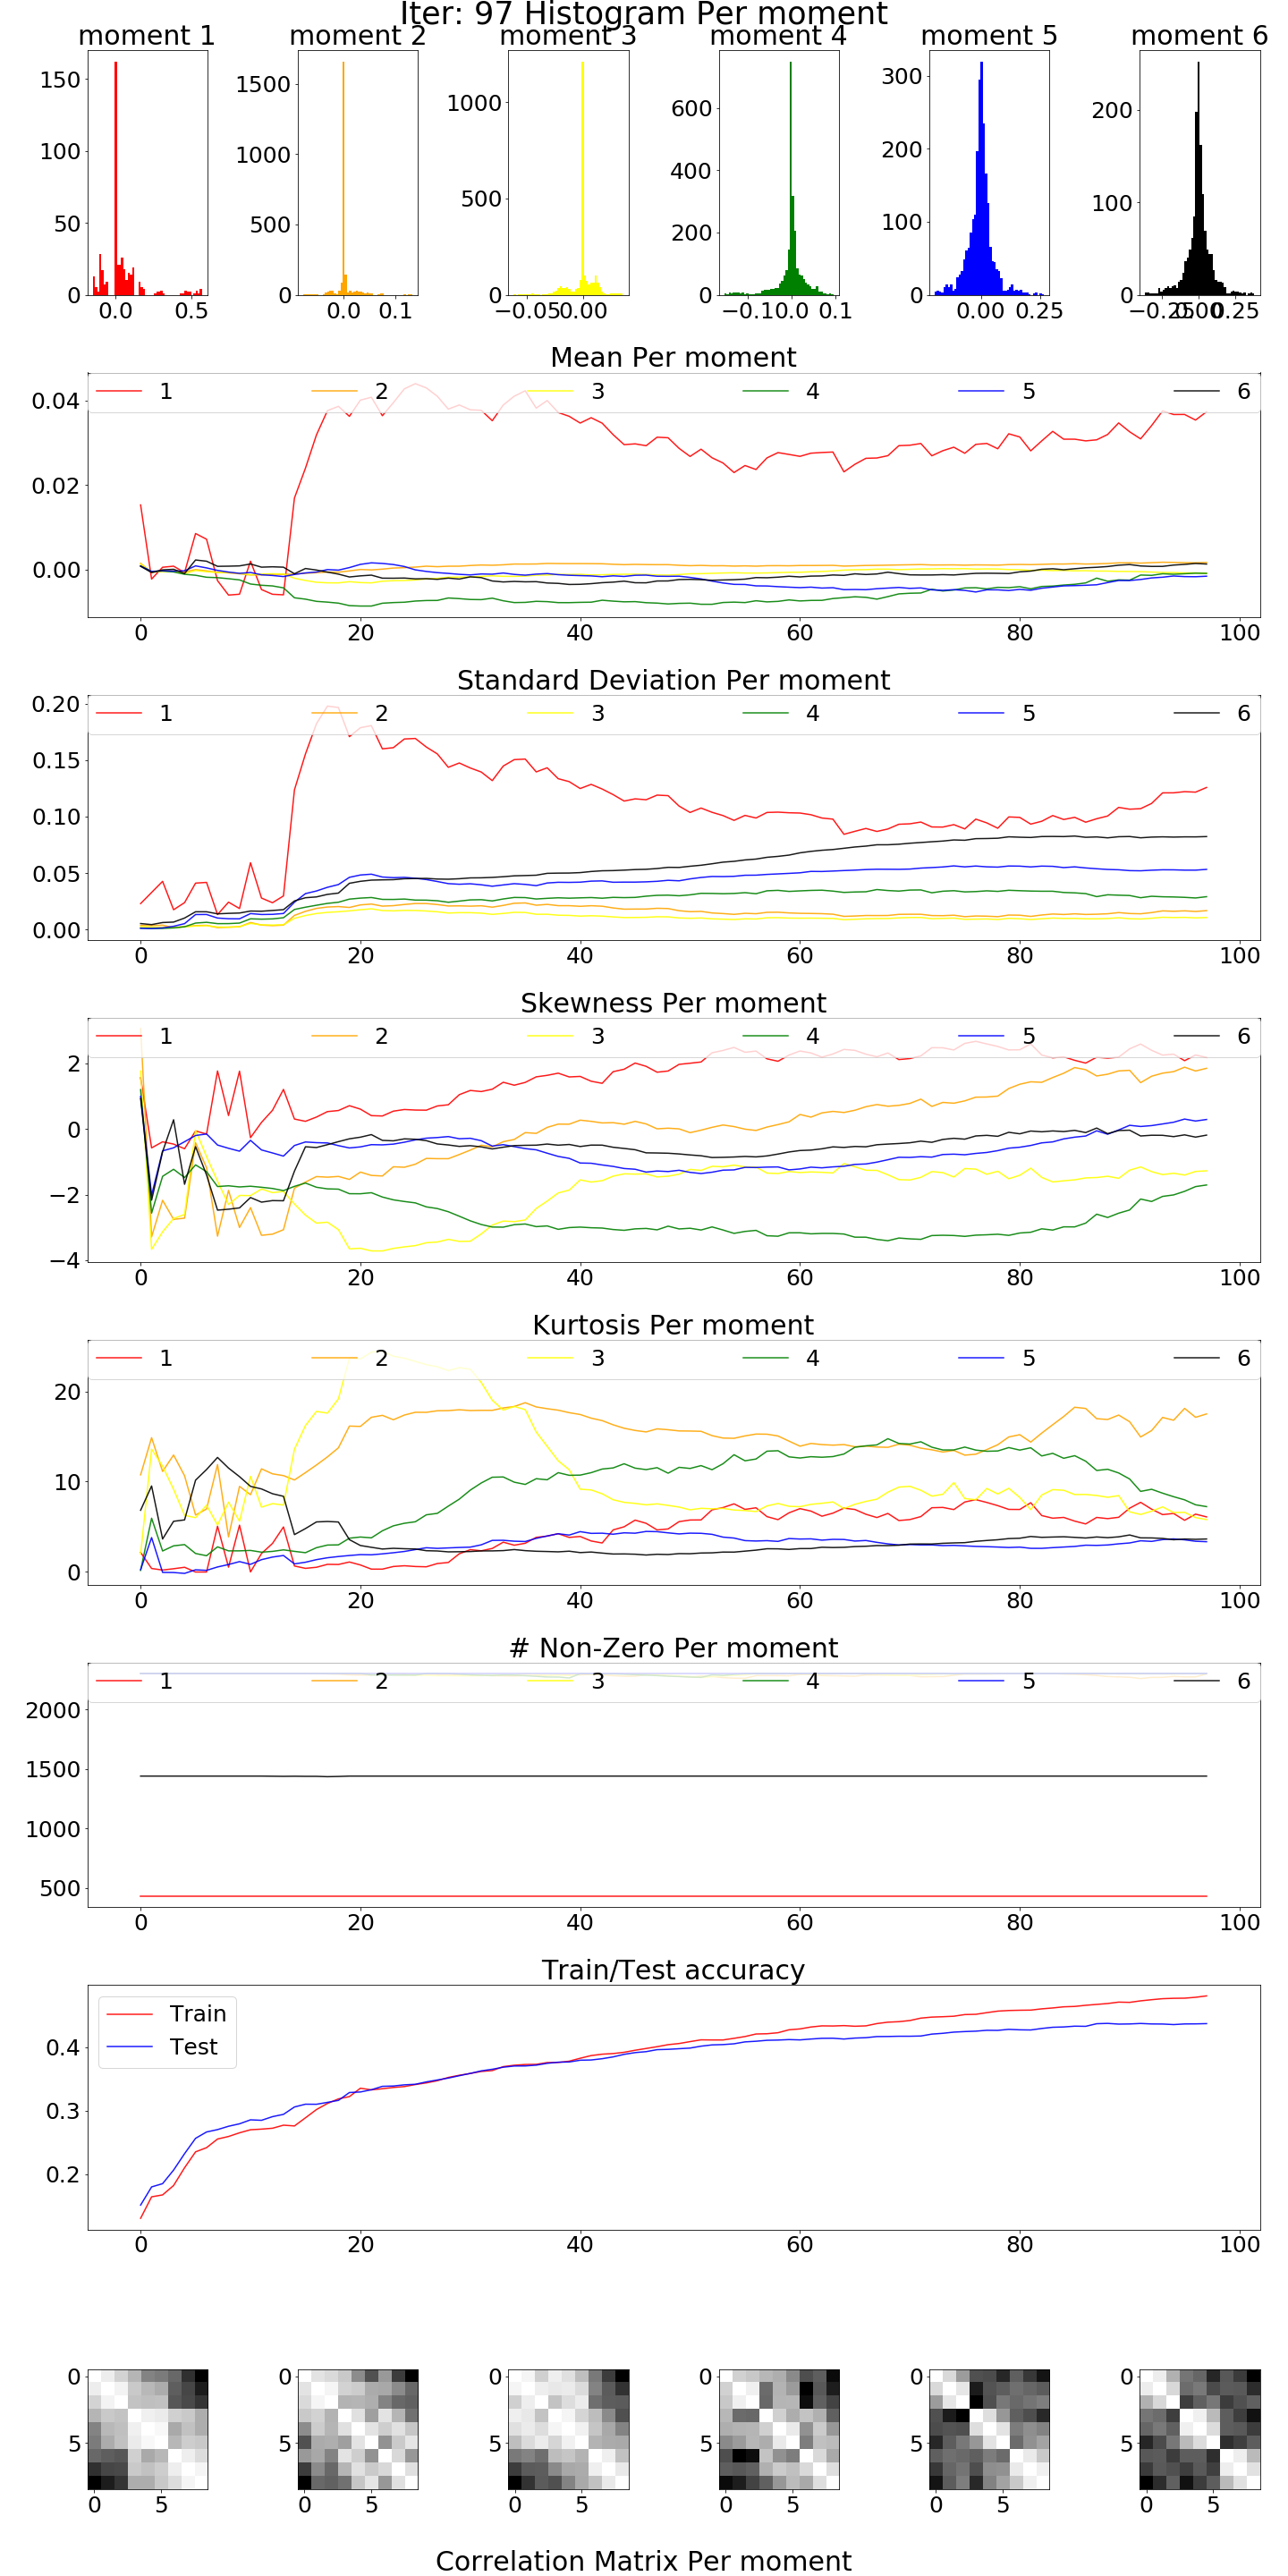 Iter: 97 Histogram Per moment
moment 1 moment 2 moment 3 moment 4 moment 5 moment 6
150
100
50
0
0.0 0.5
1500
1000
500
0
0.0 0.1
1000
500
0
−0.05 0.00
600
400
200
0
−0.1 0.0 0.1
300
200
100
0
0.00 0.25
200
100
0
−0.25 0.00 0.25
Mean Per moment
1 2 3 4 5 6
0.04
0.02
0.00
0 20 40 60 80 100
Standard Deviation Per moment
1 2 3 4 5 6
0.20
0.15
0.10
0.05
0.00
0 20 40 60 80 100
Skewness Per moment
1 2 3 4 5 6
2
0
−2
−4
0 20 40 60 80 100
Kurtosis Per moment
1 2 3 4 5 6
20
10
0
0 20 40 60 80 100
# Non-Zero Per moment
1 2 3 4 5 6
2000
1500
1000
500
0 20 40 60 80 100
Train/Test accuracy
Train
Test
0.4
0.3
0.2
0 20 40 60 80 100
0 0 0 0 0 0
5 5 5 5 5 5
0 5 0 5 0 5 0 5 0 5 0 5
Correlation Matrix Per moment